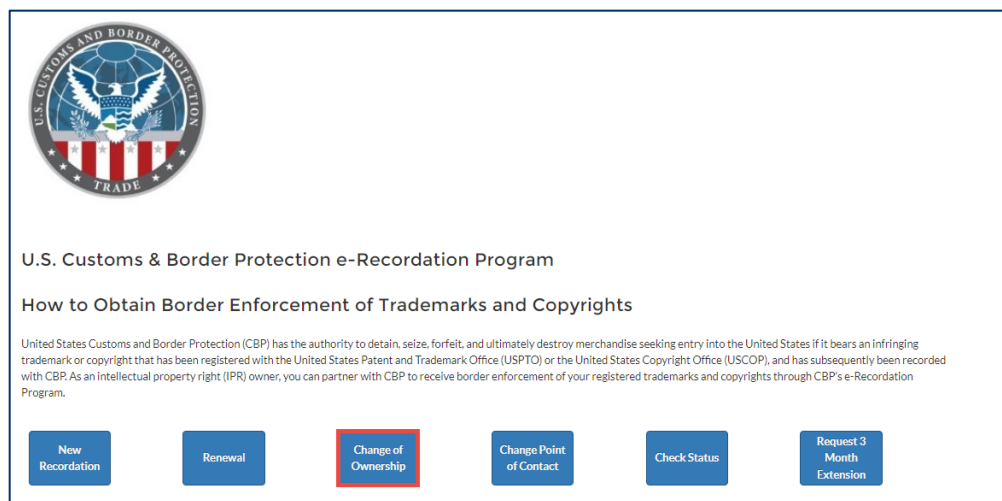 U.S. CUSTOMS AND BORDER PROTECTION
TRADE
U.S. Customs & Border Protection e-Recordation Program
How to Obtain Border Enforcement of Trademarks and Copyrights
United States Customs and Border Protection (CBP) has the authority to detain, seize, forfeit, and ultimately destroy merchandise seeking entry into the United States if it bears an infringing
trademark or copyright that has been registered with the United States Patent and Trademark Office (USPTO) or the United States Copyright Office (USCOP), and has subsequently been recorded
with CBP. As an intellectual property right (IPR) owner, you can partner with CBP to receive border enforcement of your registered trademarks and copyrights through CBP's e-Recordation
Program.
New
Recordation
Renewal
Change of
Ownership
Change Point
of Contact
Check Status
Request 3
Month
Extension